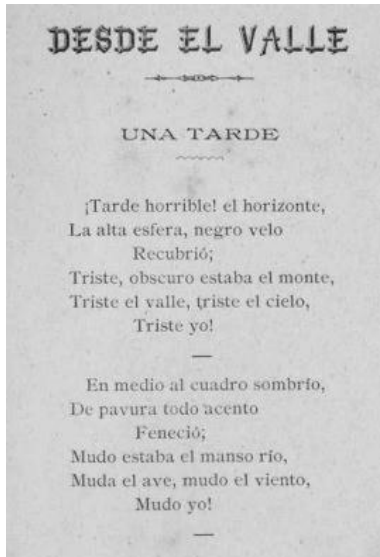 DESDE EL VALLE
UNA TARDE
¡Tarde horrible! el horizonte,
La alta esfera, negro velo
Recubrió;
Triste, obscuro estaba el monte,
Triste el valle, triste el cielo,
Triste yo!
En medio al cuadro sombrío,
De pavura todo acento
Feneció;
Mudo estaba el manso río,
Muda el ave, mudo el viento,
Mudo yo!